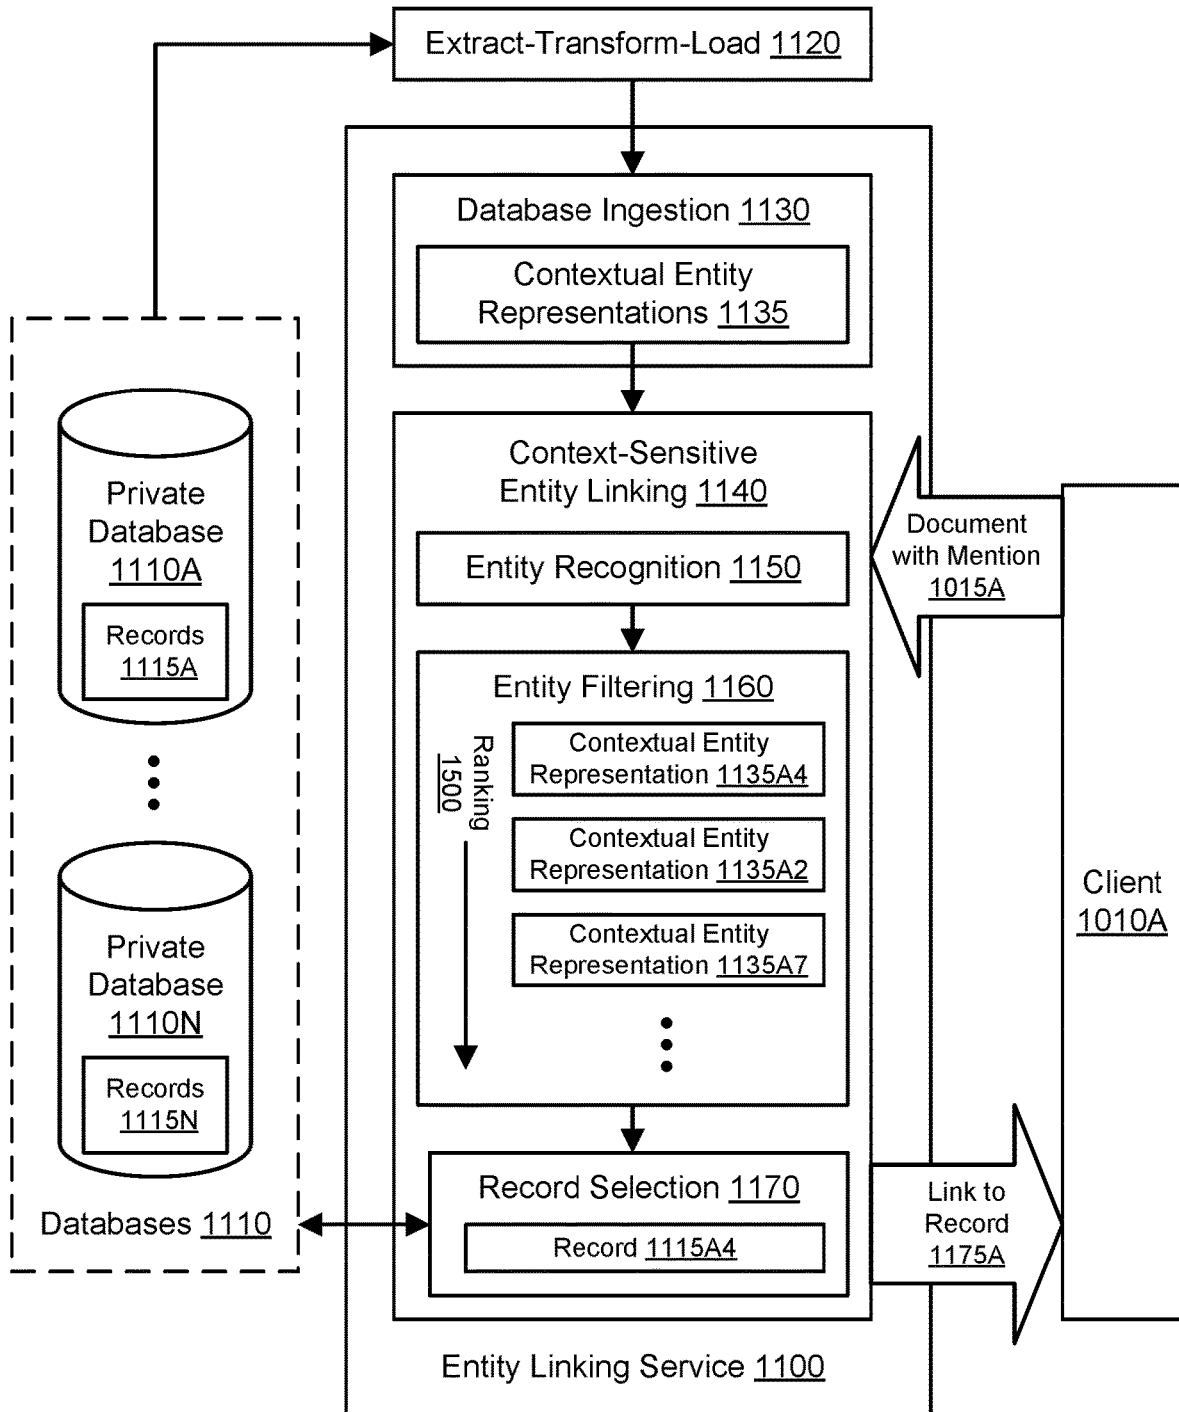 Extract-Transform-Load 1120
Database Ingestion 1130
Contextual Entity
Representations 1135
Private
Database
1110A
Records
1115A
Private
Database
1110N
Records
1115N
Databases 1110
Context-Sensitive
Entity Linking 1140
Entity Recognition 1150
Entity Filtering 1160
Ranking
1500
Contextual Entity
Representation 1135A4
Contextual Entity
Representation 1135A2
Contextual Entity
Representation 1135A7
Record Selection 1170
Record 1115A4
Entity Linking Service 1100
Document
with Mention
1015A
Client
1010A
Link to
Record
1175A